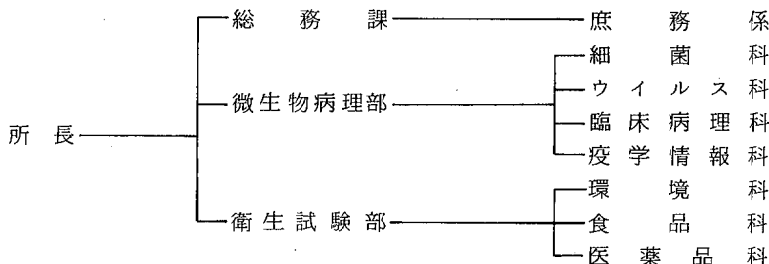 総務課 庶務係
細菌科
微生物病理部 ウイルス科
所長 臨床病理科
疫学情報科
環境科
衛生試験部 食品科
医薬品科